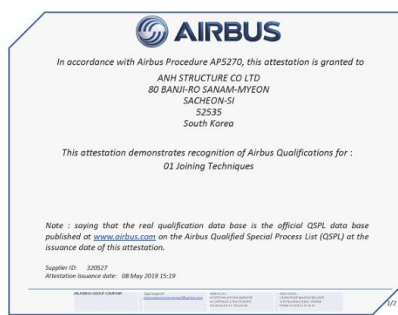 AIRBUS
In accordance with Airbus Procedure AP5270, this attestation is granted to
ANH STRUCTURE CO LTD
80 BANJI-RO SANAM-MYEON
SACHEON-SI
52535
South Korea
This attestation demonstrates recognition of Airbus Qualifications for :
01 Joining Techniques
Note : saying that the real qualification data base is the official QSPL data base
published at www.airbus.com on the Airbus Qualified Special Process List (QSPL) at the
issuance date of this attestation.
Supplier ID: 320527
Attestation issuance date: 08 May 2019 15:19
AN AIRBUS GROUP COMPANY